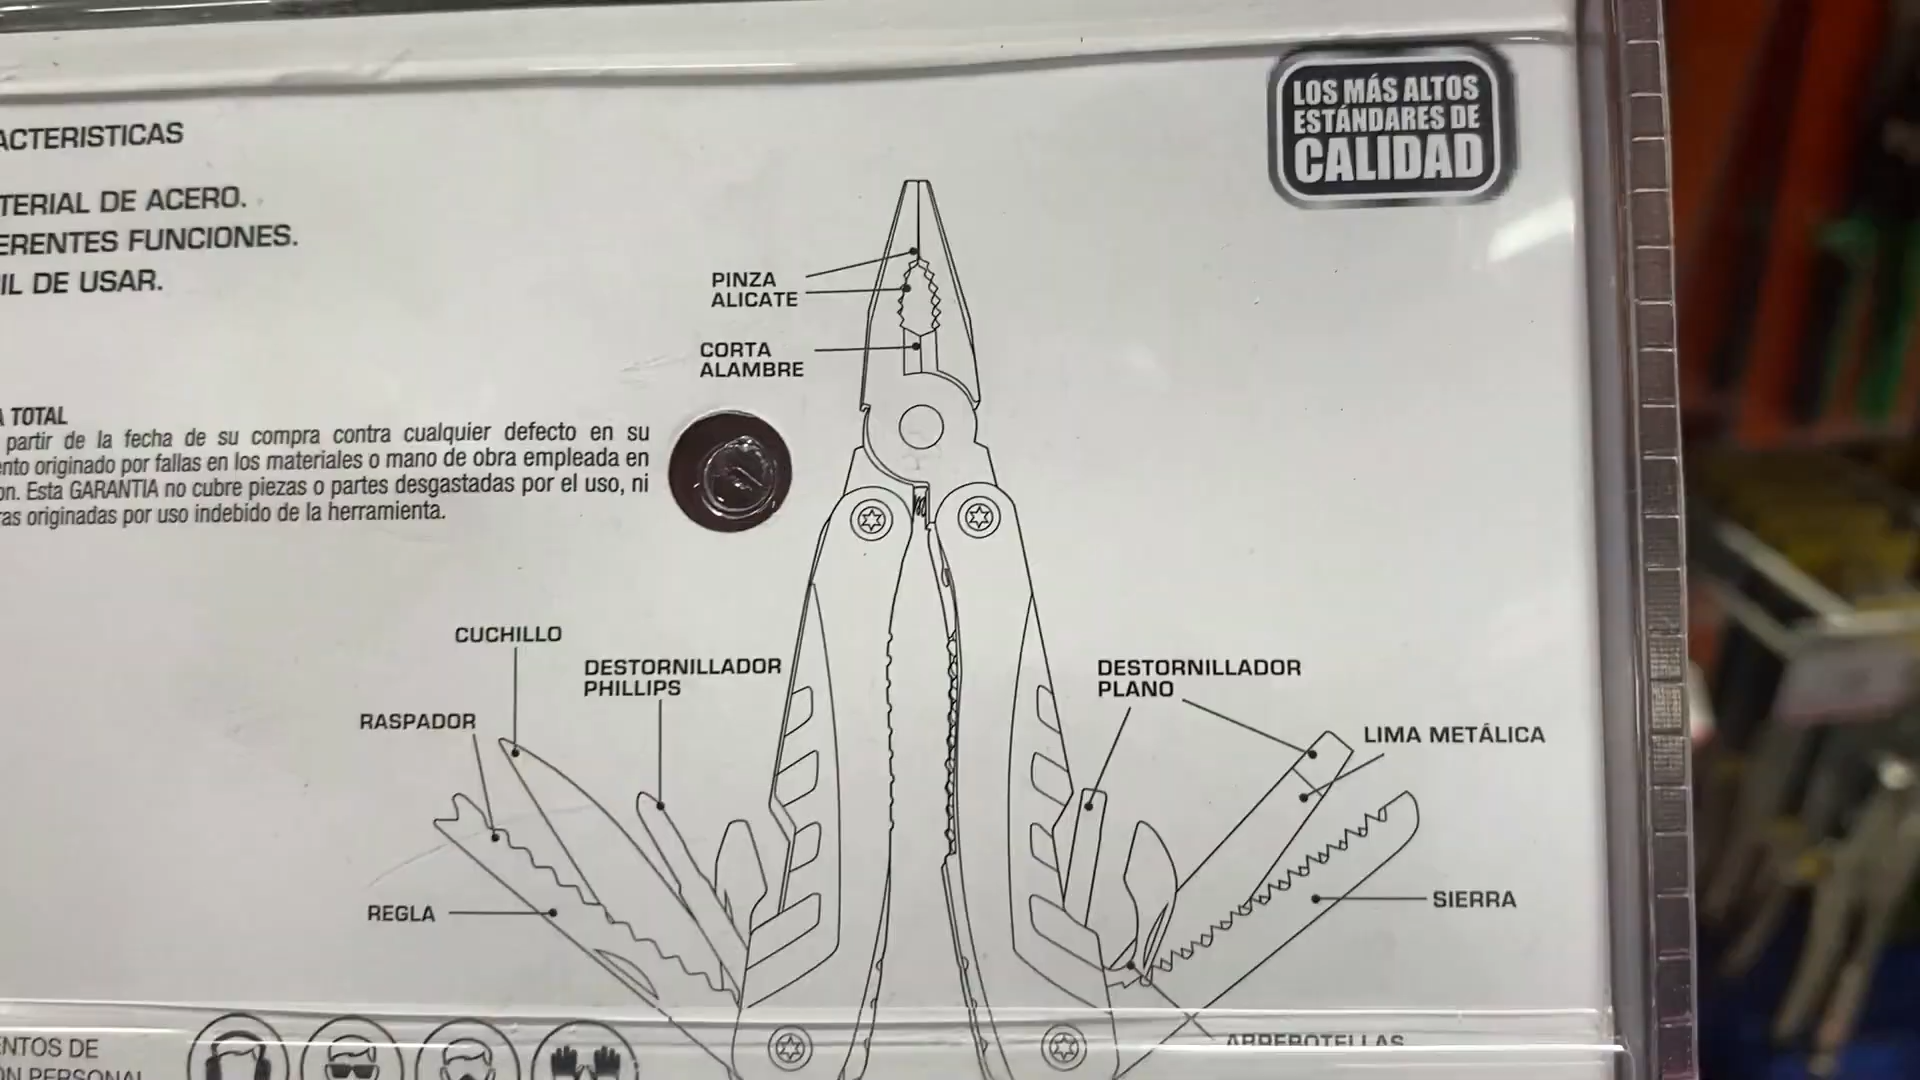 LOS MÁS ALTOS
ESTÁNDARES DE
CALIDAD
ACTERISTICAS
TERIAL DE ACERO.
ERENTES FUNCIONES.
IL DE USAR.
PINZA
ALICATE
CORTA
ALAMBRE
A TOTAL
partir de la fecha de su compra contra cualquier defecto en su
ento originado por fallas en los materiales o mano de obra empleada en
on. Esta GARANTIA no cubre piezas o partes desgastadas por el uso, ni
ras originadas por uso indebido de la herramienta.
CUCHILLO
DESTORNILLADOR
PHILLIPS
RASPADOR
REGLA
DESTORNILLADOR
PLANO
LIMA METÁLICA
SIERRA
NTOS DE
ON PERSONAL